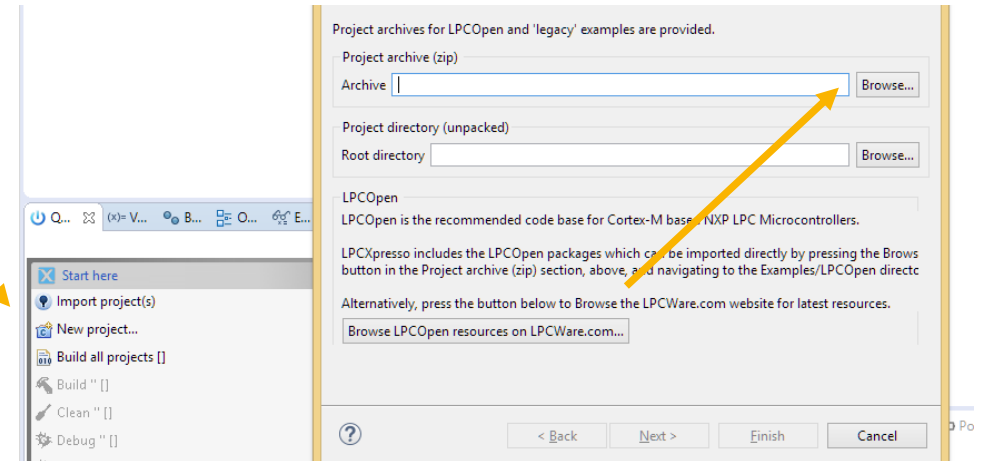 Project archives for LPCOpen and 'legacy' examples are provided.
Project archive (zip)
Archive
Browse...
Project directory (unpacked)
Root directory
Browse...
LPCOpen
LPCOpen is the recommended code base for Cortex-M based NXP LPC Microcontrollers.
LPCXpresso includes the LPCOpen packages which can be imported directly by pressing the Brows
button in the Project archive (zip) section, above, and navigating to the Examples/LPCOpen directc
Alternatively, press the button below to Browse the LPCWare.com website for latest resources.
Browse LPCOpen resources on LPCWare.com...
< Back
Next >
Finish
Cancel
Q...
(x)= V...
B...
O...
E...
Start here
Import project(s)
New project...
Build all projects []
Build '' []
Clean '' []
Debug '' []
Po